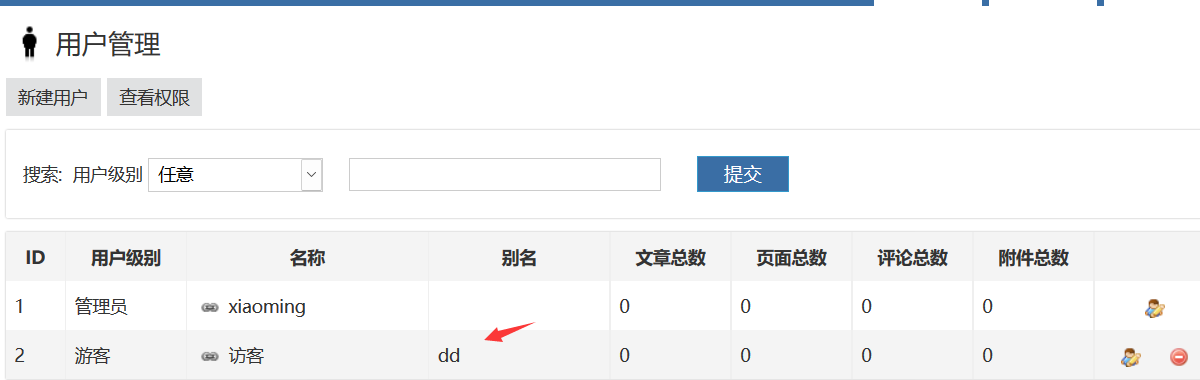 用户管理
新建用户 查看权限
搜索: 用户级别 任意 提交
ID 用户级别 名称 别名 文章总数 页面总数 评论总数 附件总数
1 管理员 xiaoming 0 0 0 0
2 游客 访客 dd 0 0 0 0